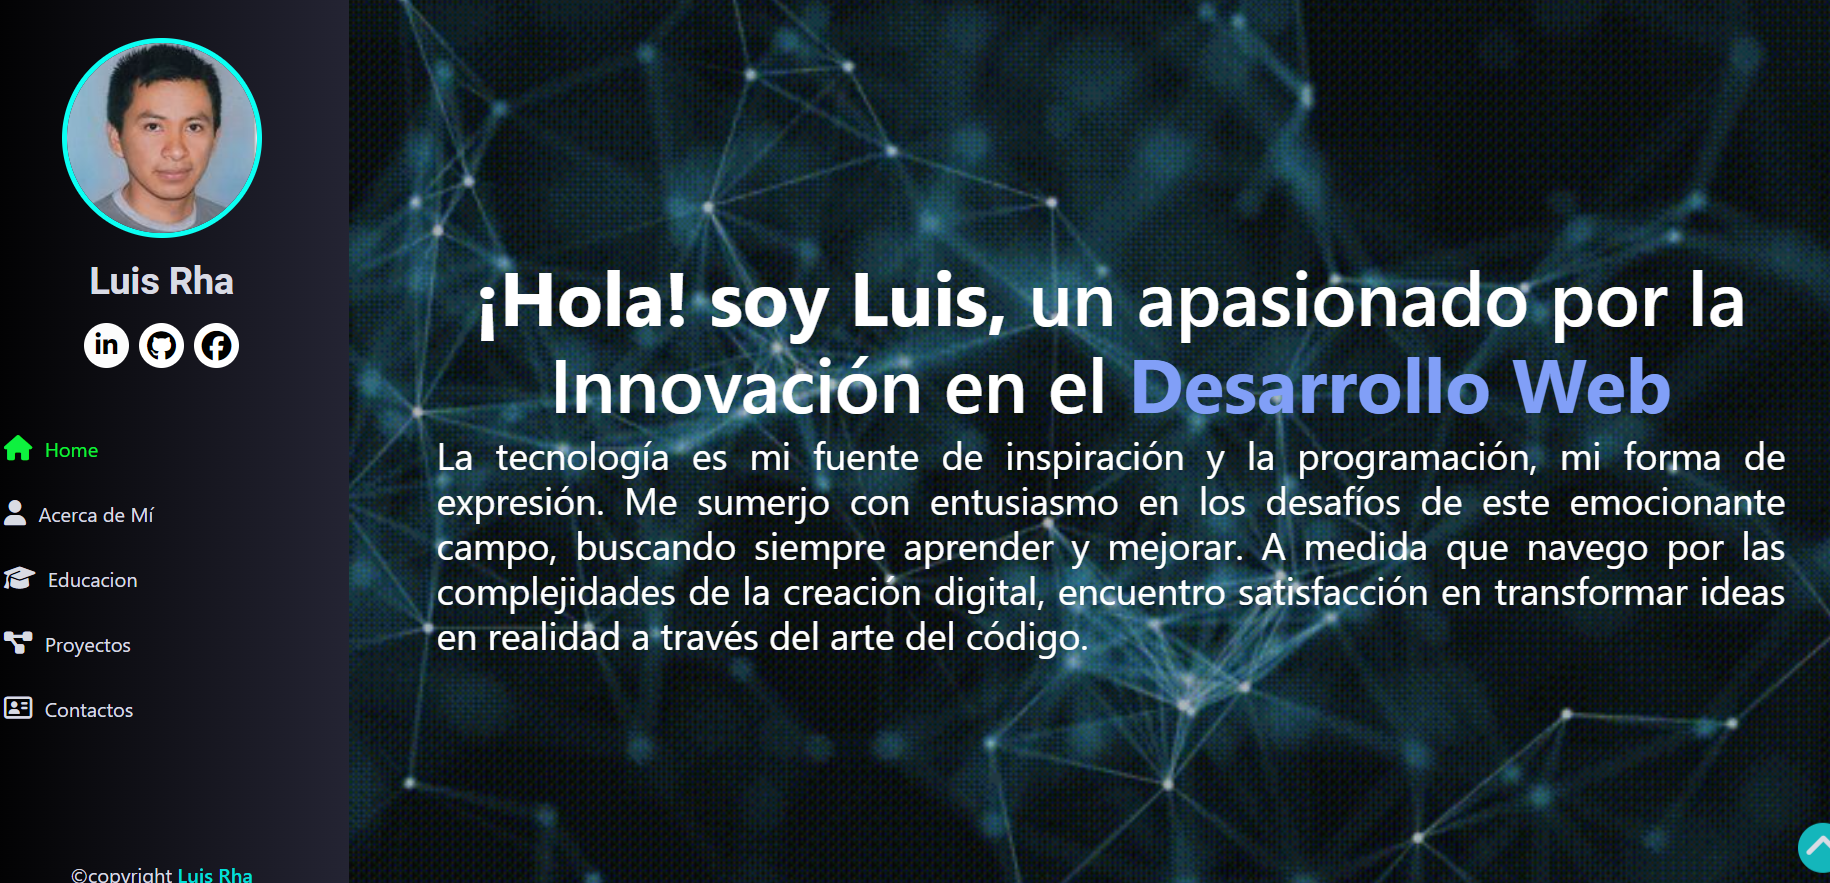 Luis Rha
in
Home
Acerca de Mí
Educacion
Proyectos
Contactos
©copyright Luis Rha
¡Hola! soy Luis, un apasionado por la
Innovación en el Desarrollo Web
La tecnología es mi fuente de inspiración y la programación, mi forma de
expresión. Me sumerjo con entusiasmo en los desafíos de este emocionante
campo, buscando siempre aprender y mejorar. A medida que navego por las
complejidades de la creación digital, encuentro satisfacción en transformar ideas
en realidad a través del arte del código.